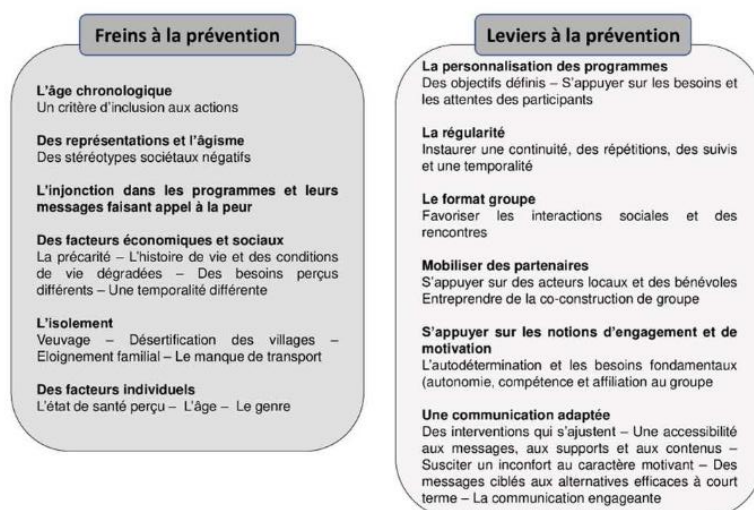 Freins à la prévention
L'âge chronologique
Un critère d'inclusion aux actions
Des représentations et l'âgisme
Des stéréotypes sociétaux négatifs
L'injonction dans les programmes et leurs
messages faisant appel à la peur
Des facteurs économiques et sociaux
La précarité – L'histoire de vie et des conditions
de vie dégradées – Des besoins perçus
différents – Une temporalité différente
L'isolement
Veuvage – Désertification des villages –
Eloignement familial – Le manque de transport
Des facteurs individuels
L'état de santé perçu – L'âge – Le genre
Leviers à la prévention
La personnalisation des programmes
Des objectifs définis – S'appuyer sur les besoins et
les attentes des participants
La régularité
Instaurer une continuité, des répétitions, des suivis
et une temporalité
Le format groupe
Favoriser les interactions sociales et des
rencontres
Mobiliser des partenaires
S'appuyer sur des acteurs locaux et des bénévoles
Entreprendre de la co-construction de groupe
S'appuyer sur les notions d'engagement et de
motivation
L'autodétermination et les besoins fondamentaux
(autonomie, compétence et affiliation au groupe
Une communication adaptée
Des interventions qui s'ajustent – Une accessibilité
aux messages, aux supports et aux contenus –
Susciter un inconfort au caractère motivant – Des
messages ciblés aux alternatives efficaces à court
terme – La communication engageante